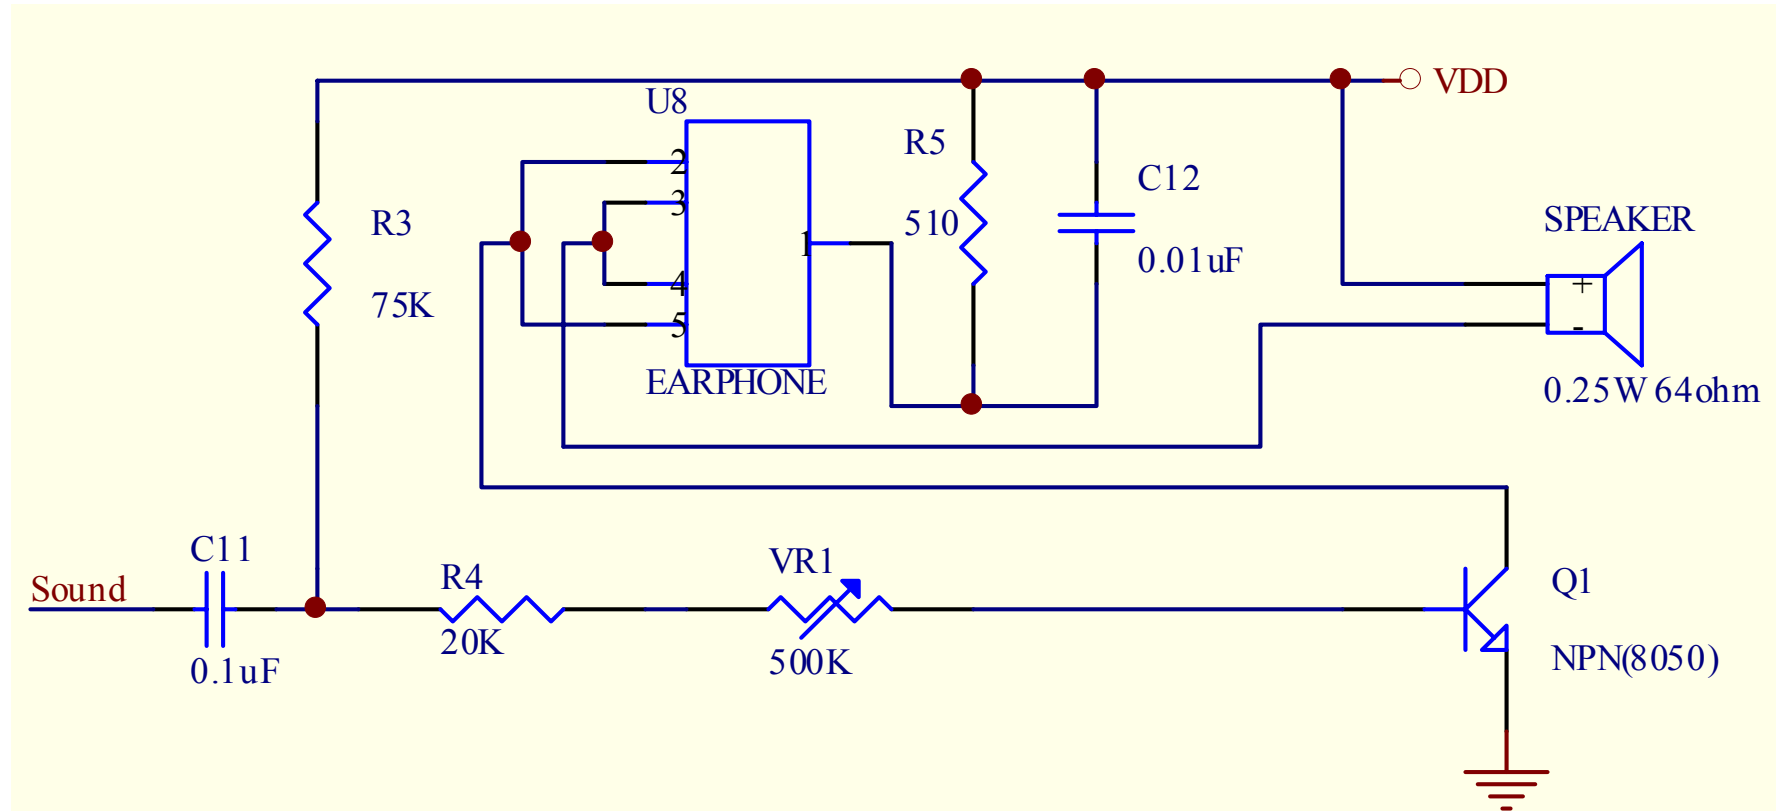 VDD
U8
R5
2
C12
3
R3
510
SPEAKER
1
0.01uF
+
4
75K
5
-
EARPHONE
0.25W 64ohm
C11
VR1
Sound
R4
Q1
20K
0.1uF
500K
NPN(8050)